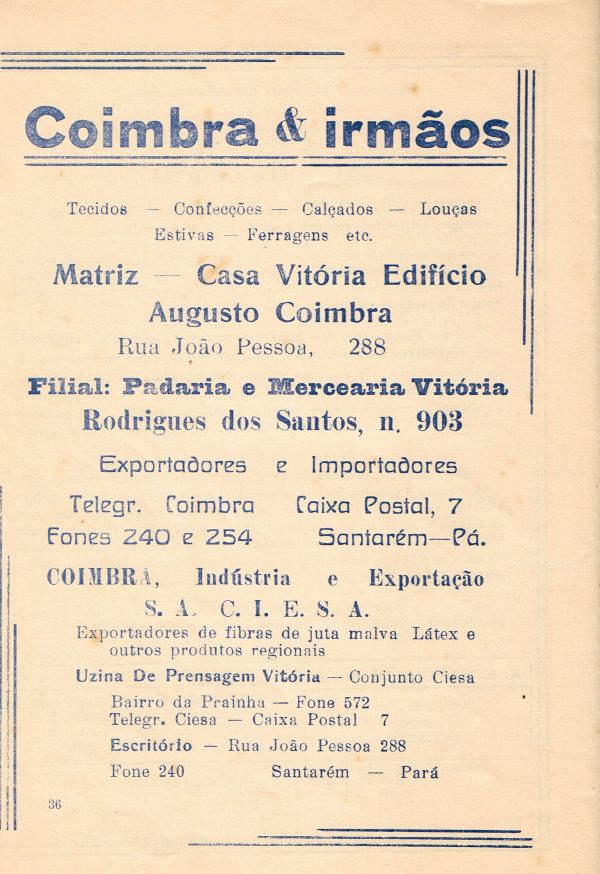 Coimbra & irmãos
Tecidos — Confecções — Calçados — Louças
Estivas — Ferragens etc.
Matriz — Casa Vitória Edifício
Augusto Coimbra
Rua João Pessoa, 288
Filial: Padaria e Mercearia Vitória
Rodrigues dos Santos, n. 903
Exportadores e Importadores
Telegr. Coimbra Caixa Postal, 7
Fones 240 e 254 Santarém—Pá.
COIMBRA, Indústria e Exportação
S. A. C. I. E. S. A.
Exportadores de fibras de juta malva Látex e
outros produtos regionais
Uzina De Prensagem Vitória — Conjunto Ciesa
Bairro da Prainha — Fone 572
Telegr. Ciesa — Caixa Postal 7
Escritório — Rua João Pessoa 288
Fone 240 Santarém — Pará
36